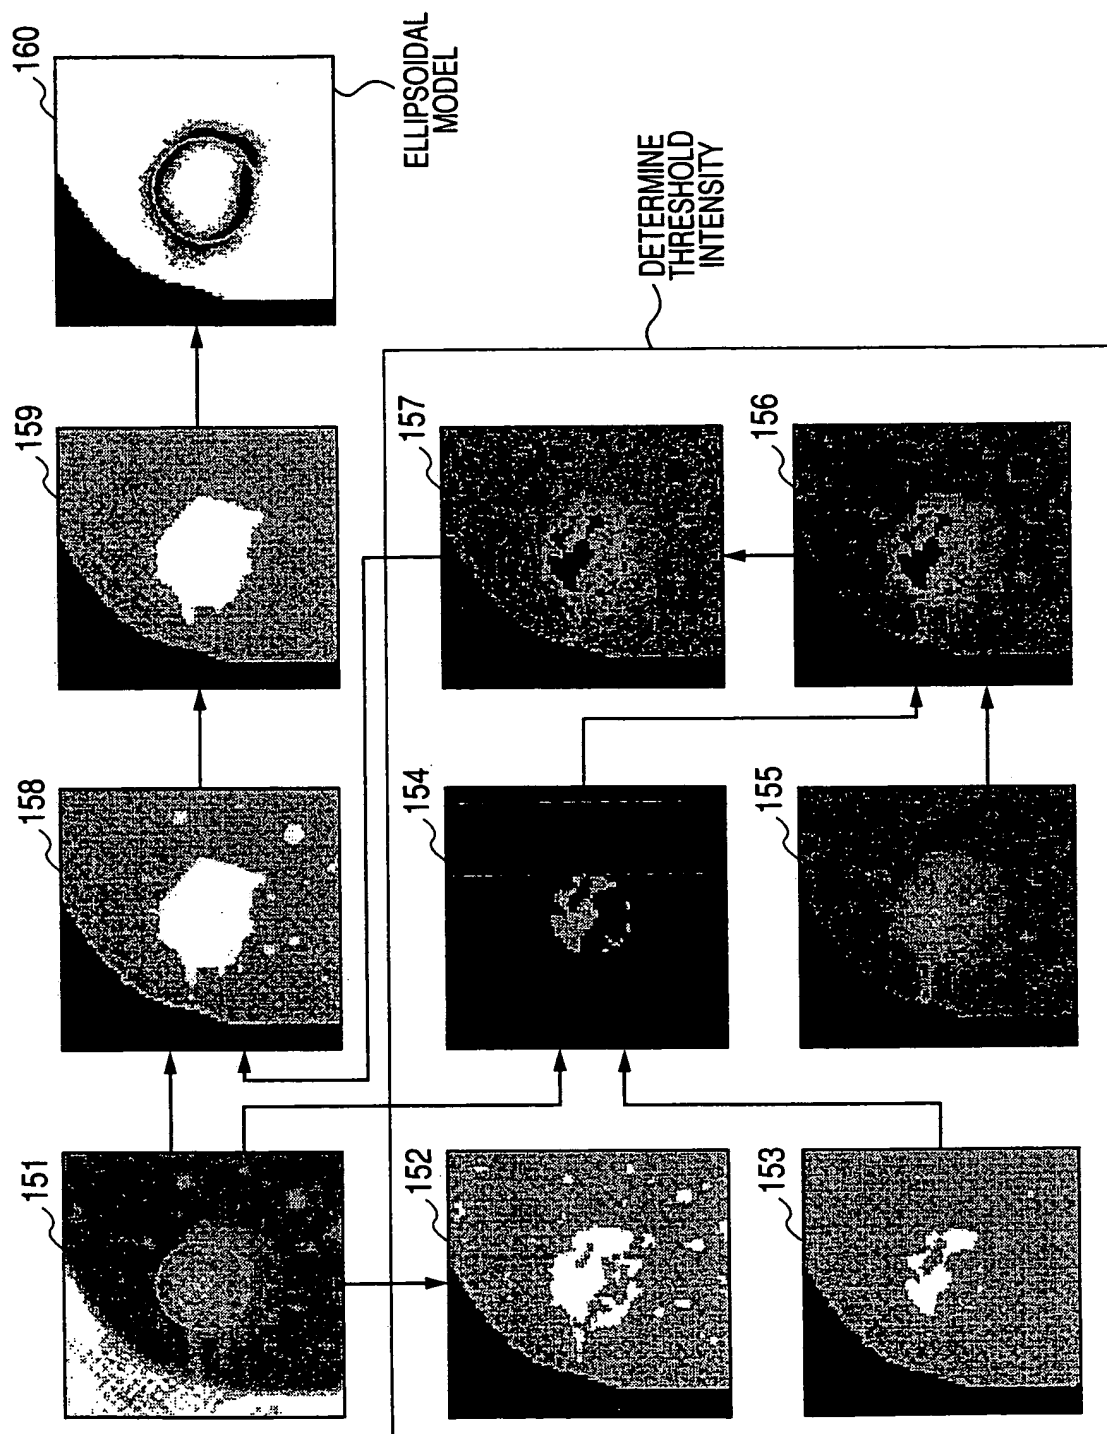 151
158
159
160
ELLIPSOIDAL
MODEL
152
154
157
DETERMINE
THRESHOLD
INTENSITY
153
155
156